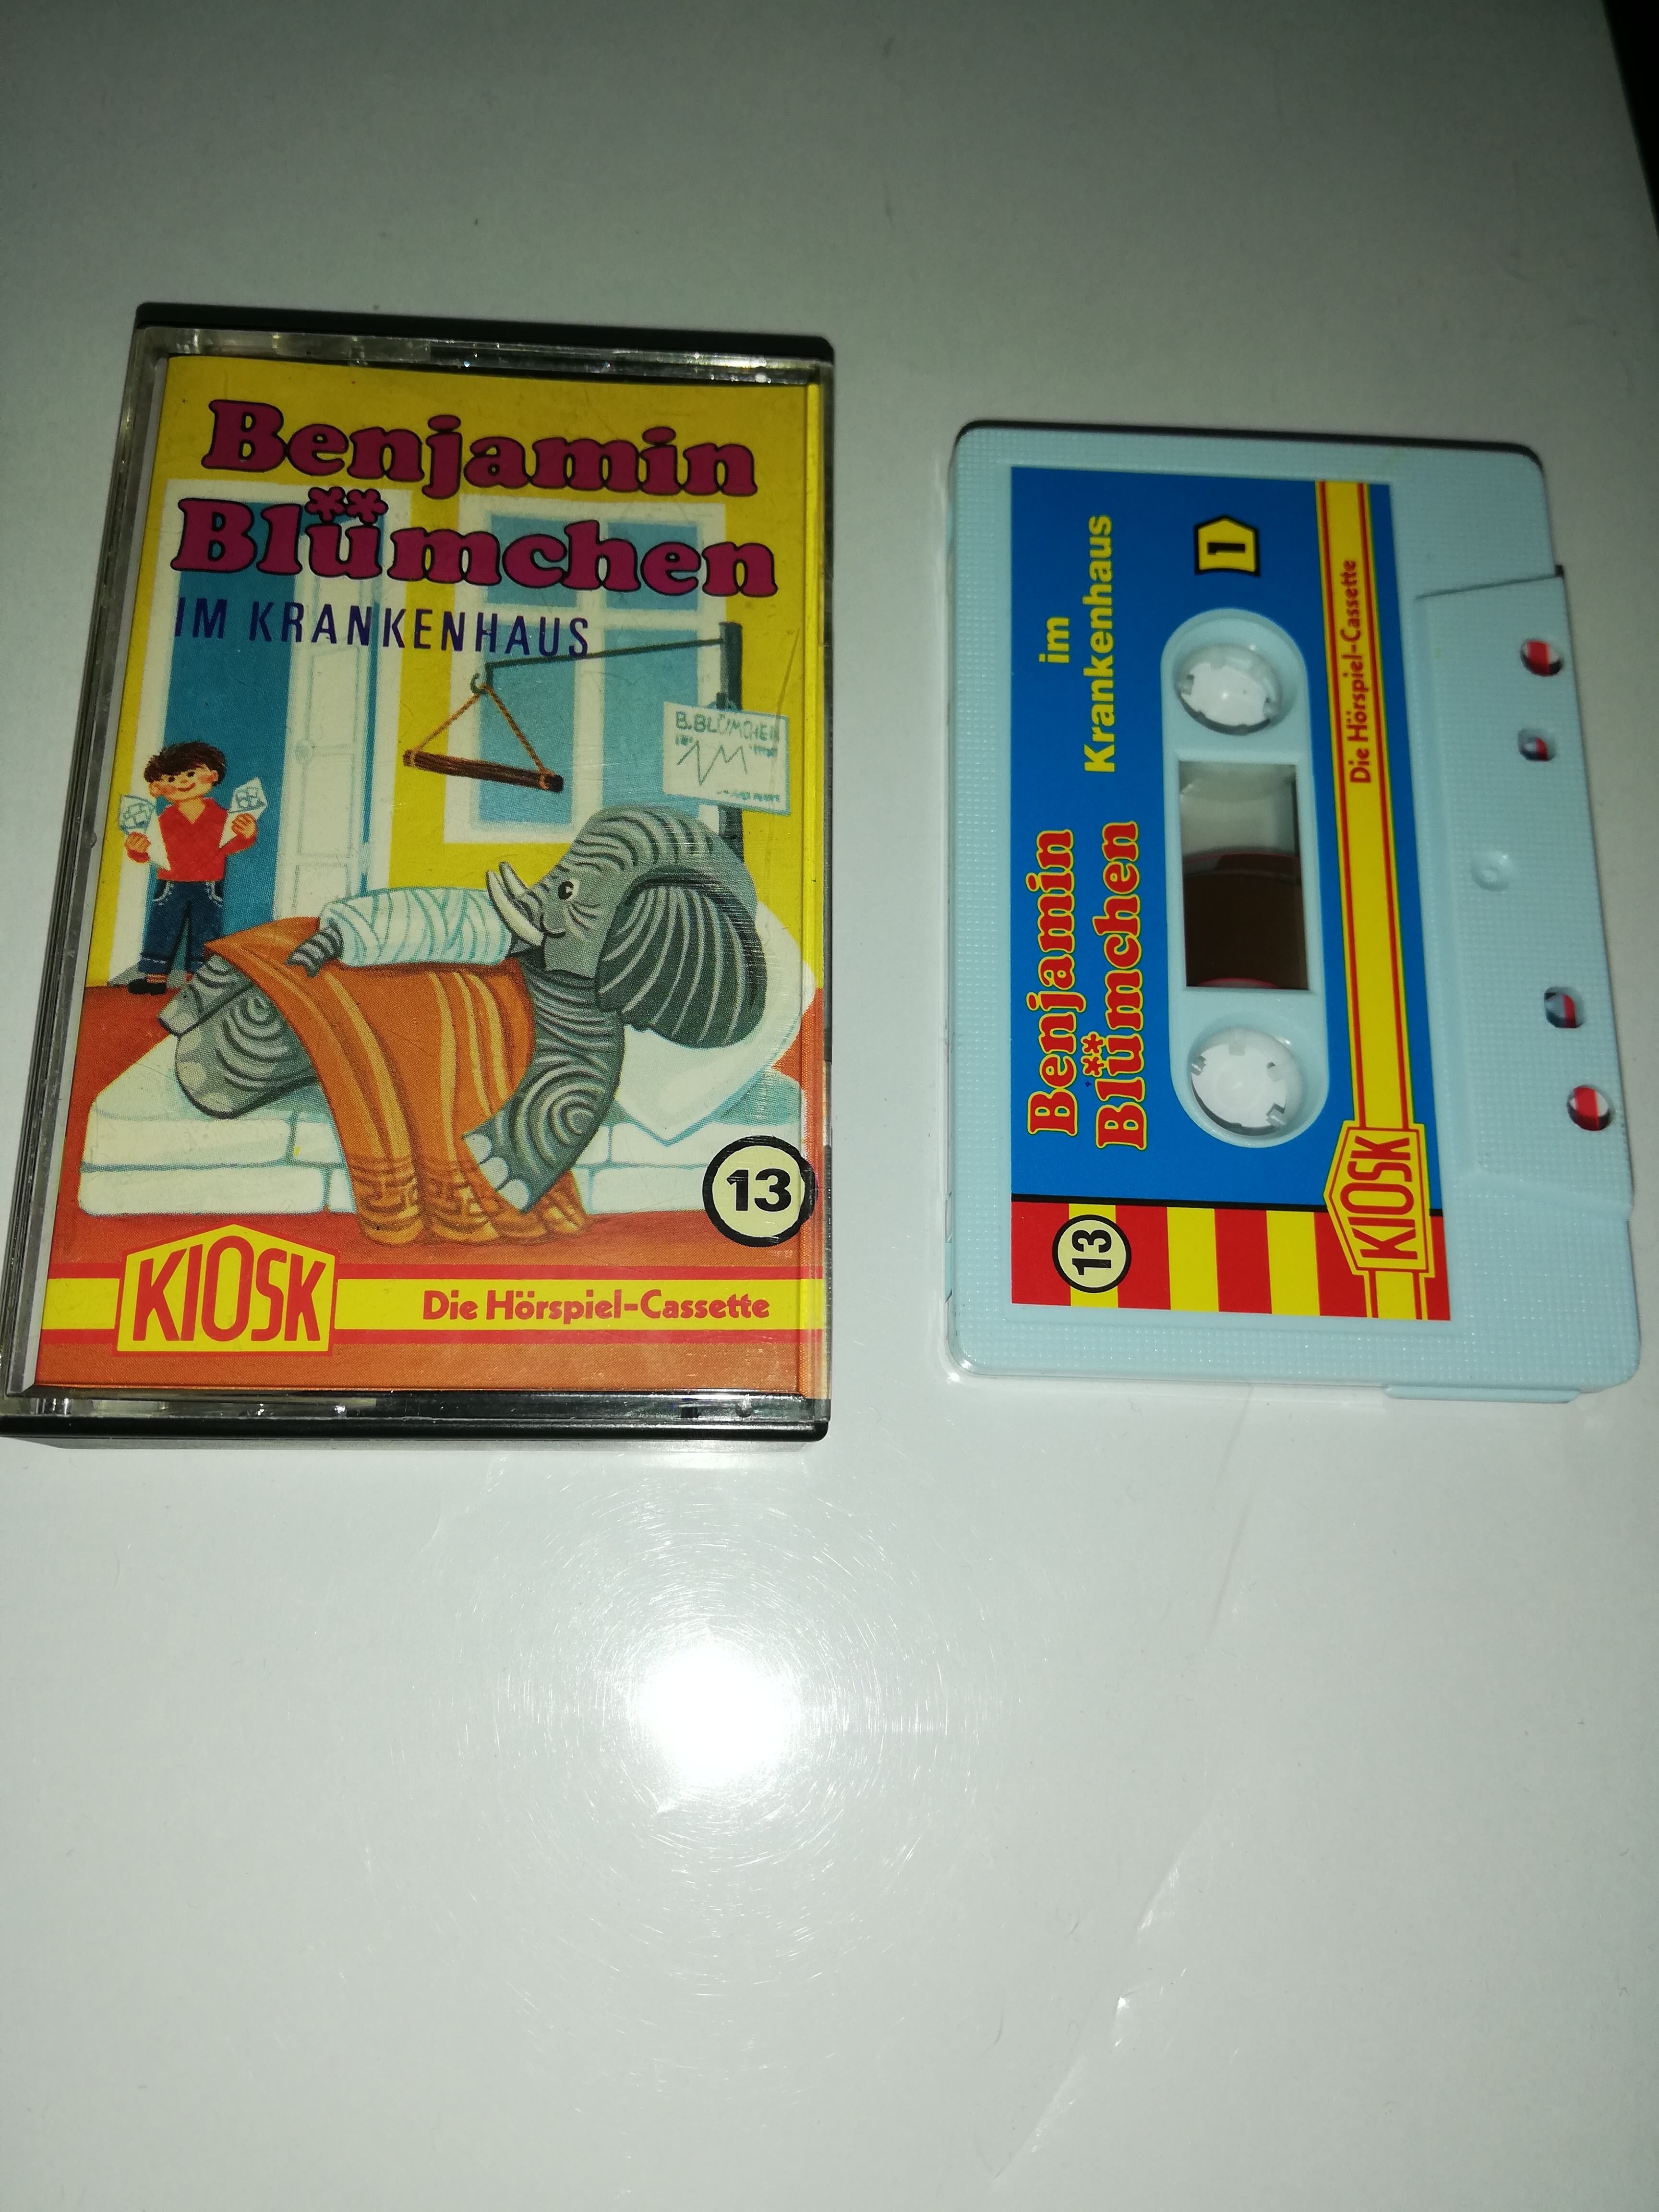 Benjamin
Blümchen
IM KRANKENHAUS
B.BLÜMCHEN
13
KIOSK
Die Hörspiel-Cassette
Benjamin
Blümchen
im
Krankenhaus
1
13
KIOSK
Die Hörspiel-Cassette